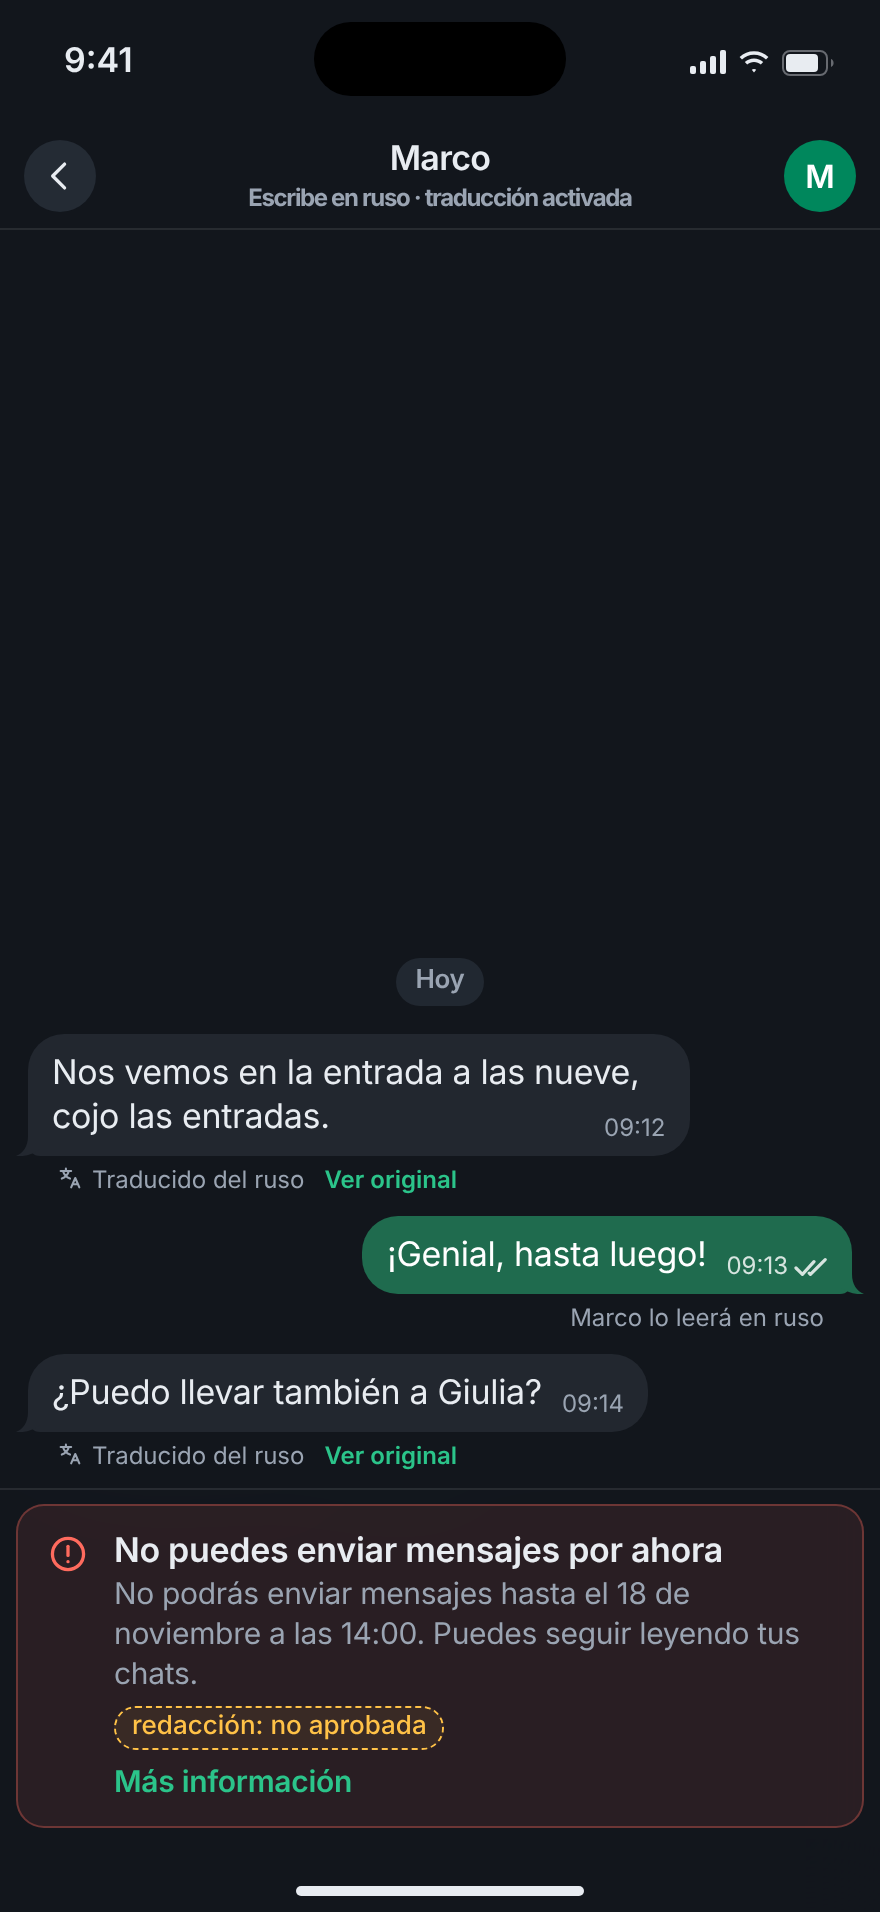 9:41
Marco
Escribe en ruso · traducción activada
M
Hoy
Nos vemos en la entrada a las nueve,
cojo las entradas.
09:12
Traducido del ruso Ver original
¡Genial, hasta luego! 09:13
Marco lo leerá en ruso
¿Puedo llevar también a Giulia? 09:14
Traducido del ruso Ver original
No puedes enviar mensajes por ahora
No podrás enviar mensajes hasta el 18 de
noviembre a las 14:00. Puedes seguir leyendo tus
chats.
redacción: no aprobada
Más información